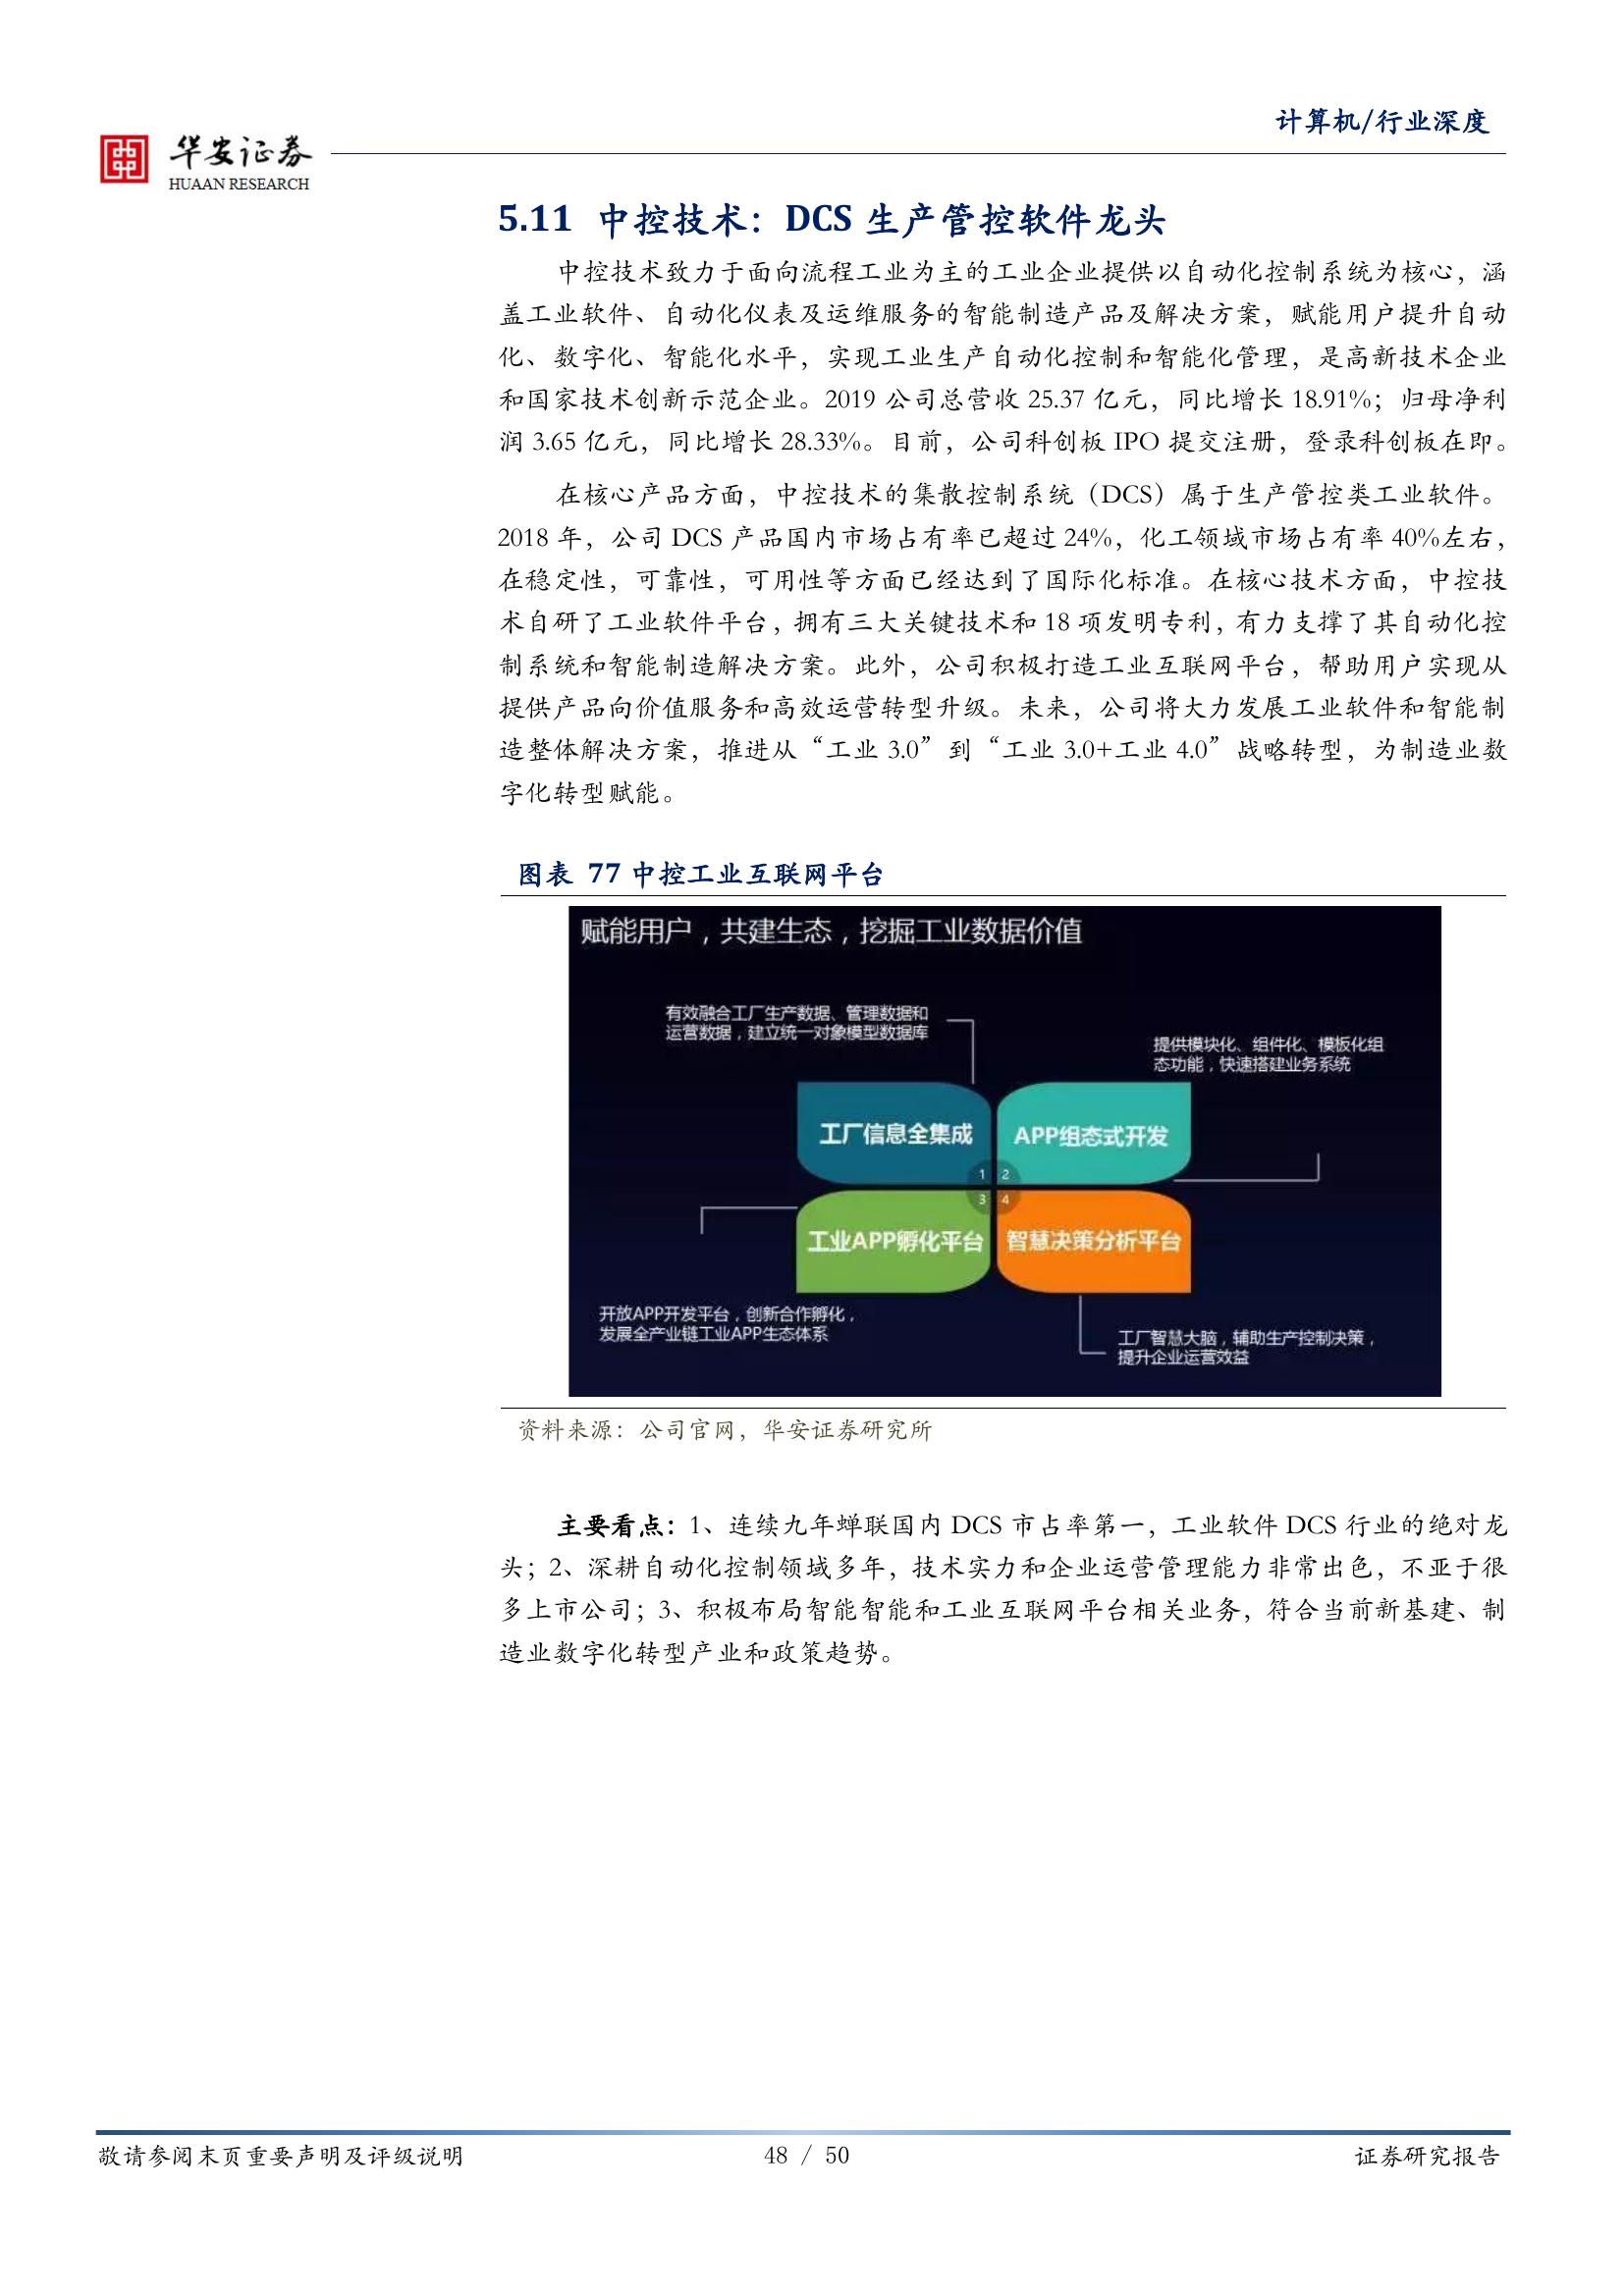 计算机/行业深度
华安证券
HUAAN RESEARCH
5.11 中控技术：DCS 生产管控软件龙头
中控技术致力于面向流程工业为主的工业企业提供以自动化控制系统为核心，涵
盖工业软件、自动化仪表及运维服务的智能制造产品及解决方案，赋能用户提升自动
化、数字化、智能化水平，实现工业生产自动化控制和智能化管理，是高新技术企业
和国家技术创新示范企业。2019 公司总营收 25.37 亿元，同比增长 18.91%；归母净利
润 3.65 亿元，同比增长 28.33%。目前，公司科创板 IPO 提交注册，登录科创板在即。
在核心产品方面，中控技术的集散控制系统（DCS）属于生产管控类工业软件。
2018 年，公司 DCS 产品国内市场占有率已超过 24%，化工领域市场占有率 40%左右，
在稳定性，可靠性，可用性等方面已经达到了国际化标准。在核心技术方面，中控技
术自研了工业软件平台，拥有三大关键技术和 18 项发明专利，有力支撑了其自动化控
制系统和智能制造解决方案。此外，公司积极打造工业互联网平台，帮助用户实现从
提供产品向价值服务和高效运营转型升级。未来，公司将大力发展工业软件和智能制
造整体解决方案，推进从“工业 3.0”到“工业 3.0+工业 4.0”战略转型，为制造业数
字化转型赋能。
图表 77 中控工业互联网平台
赋能用户，共建生态，挖掘工业数据价值
有效融合工厂生产数据、管理数据和
运营数据，建立统一对象模型数据库
提供模块化、组件化、模板化组
态功能，快速搭建业务系统
工厂信息全集成
APP组态式开发
1 2
3 4
工业APP孵化平台
智慧决策分析平台
开放APP开发平台，创新合作孵化，
发展全产业链工业APP生态体系
工厂智慧大脑，辅助生产控制决策，
提升企业运营效益
资料来源：公司官网，华安证券研究所
主要看点：1、连续九年蝉联国内 DCS 市占率第一，工业软件 DCS 行业的绝对龙
头；2、深耕自动化控制领域多年，技术实力和企业运营管理能力非常出色，不亚于很
多上市公司；3、积极布局智能智能和工业互联网平台相关业务，符合当前新基建、制
造业数字化转型产业和政策趋势。
敬请参阅末页重要声明及评级说明
48 / 50
证券研究报告